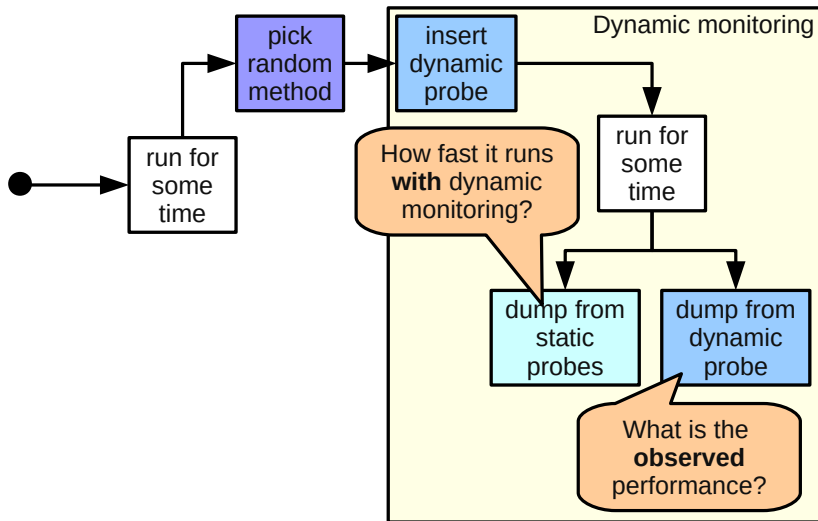 pick
random
method
insert
dynamic
probe
Dynamic monitoring
run for
some
time
run for
some
time
How fast it runs
with dynamic
monitoring?
dump from
static
probes
dump from
dynamic
probe
What is the
observed
performance?